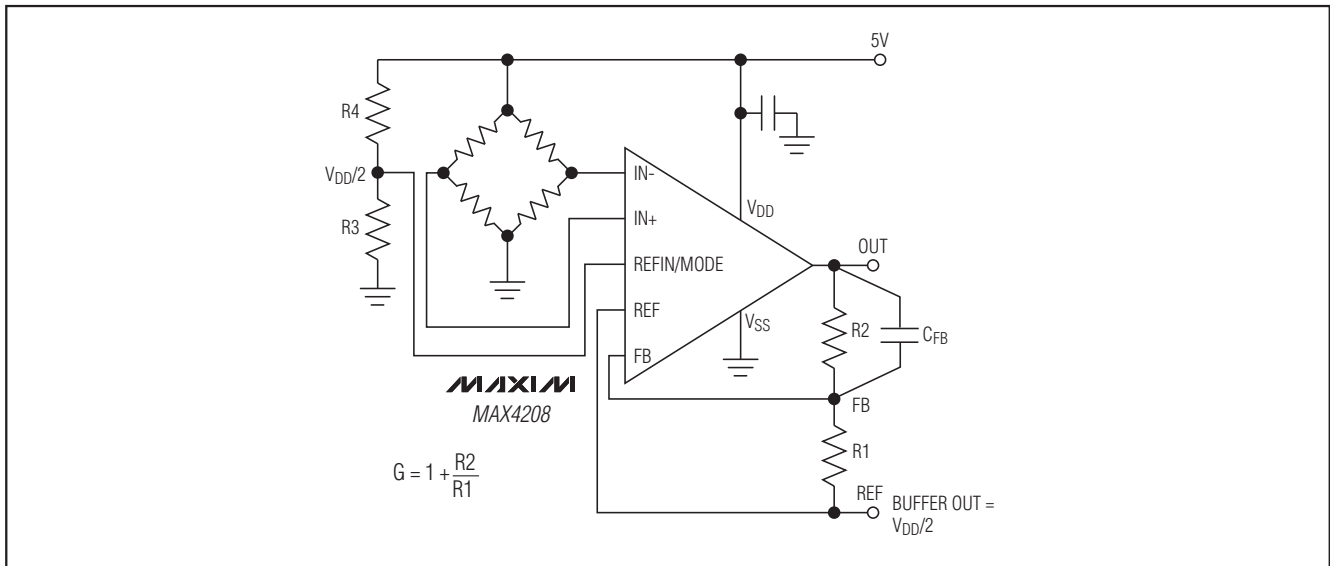 5V
R4
VDD/2
R3
IN-
IN+
REFIN/MODE
REF
FB
VDD
VSS
OUT
R2
CFB
FB
R1
REF
BUFFER OUT =
VDD/2
MAXIM
MAX4208
G = 1 + R2/R1